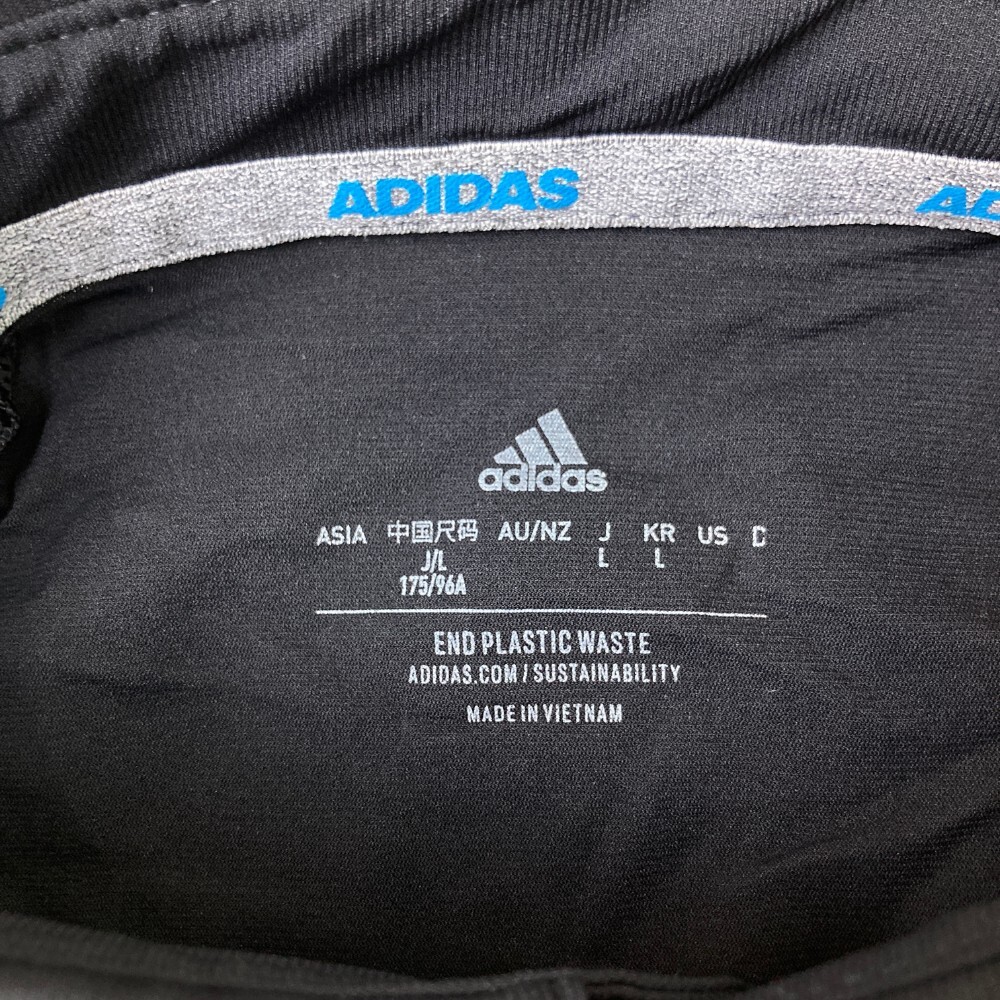 ADIDAS AD
adidas
ASIA 中国尺码 AU/NZ J KR US D
J/L L L
175/96A
END PLASTIC WASTE
ADIDAS.COM / SUSTAINABILITY
MADE IN VIETNAM